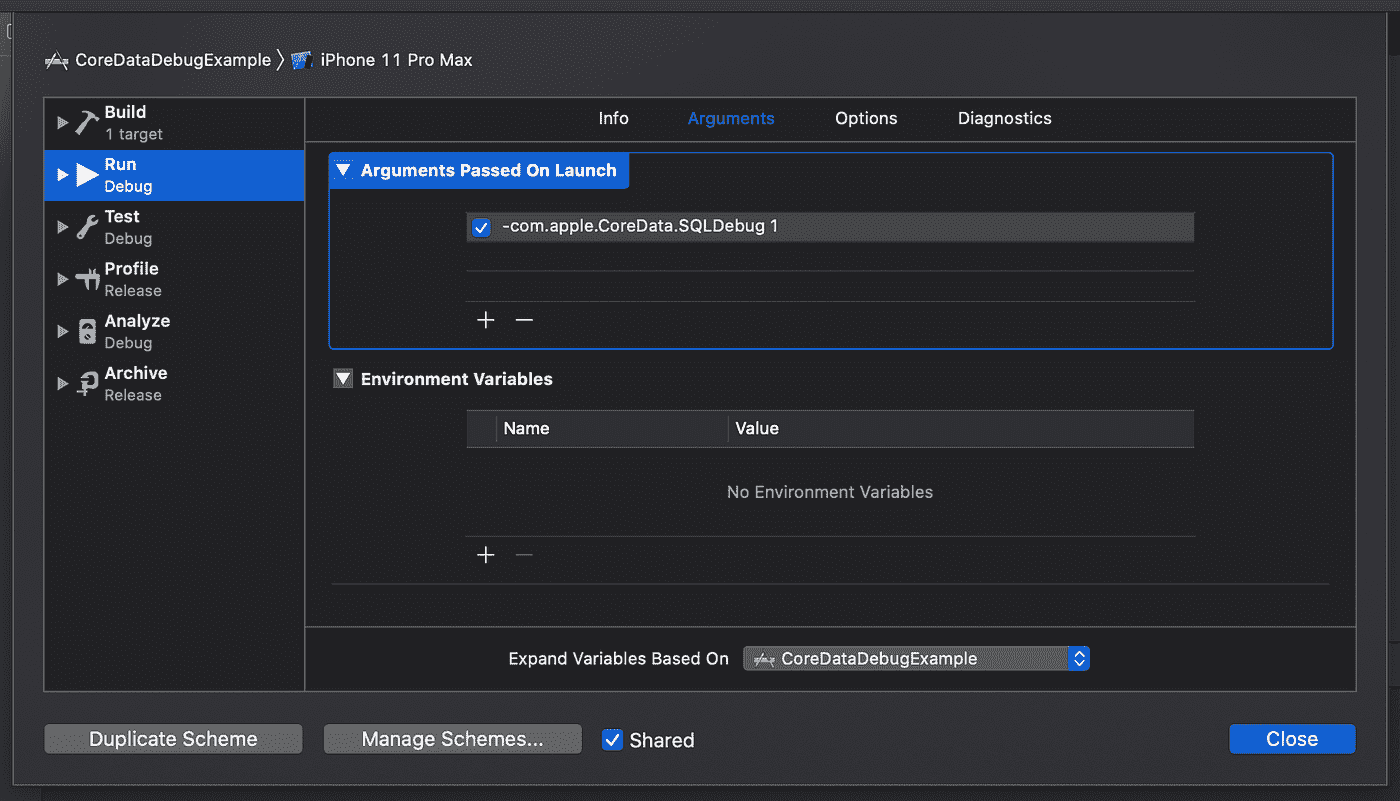 CoreDataDebugExample iPhone 11 Pro Max
Build
1 target
Run
Debug
Test
Debug
Profile
Release
Analyze
Debug
Archive
Release
Info Arguments Options Diagnostics
Arguments Passed On Launch
-com.apple.CoreData.SQLDebug 1
Environment Variables
Name Value
No Environment Variables
Expand Variables Based On CoreDataDebugExample
Duplicate Scheme Manage Schemes... Shared Close